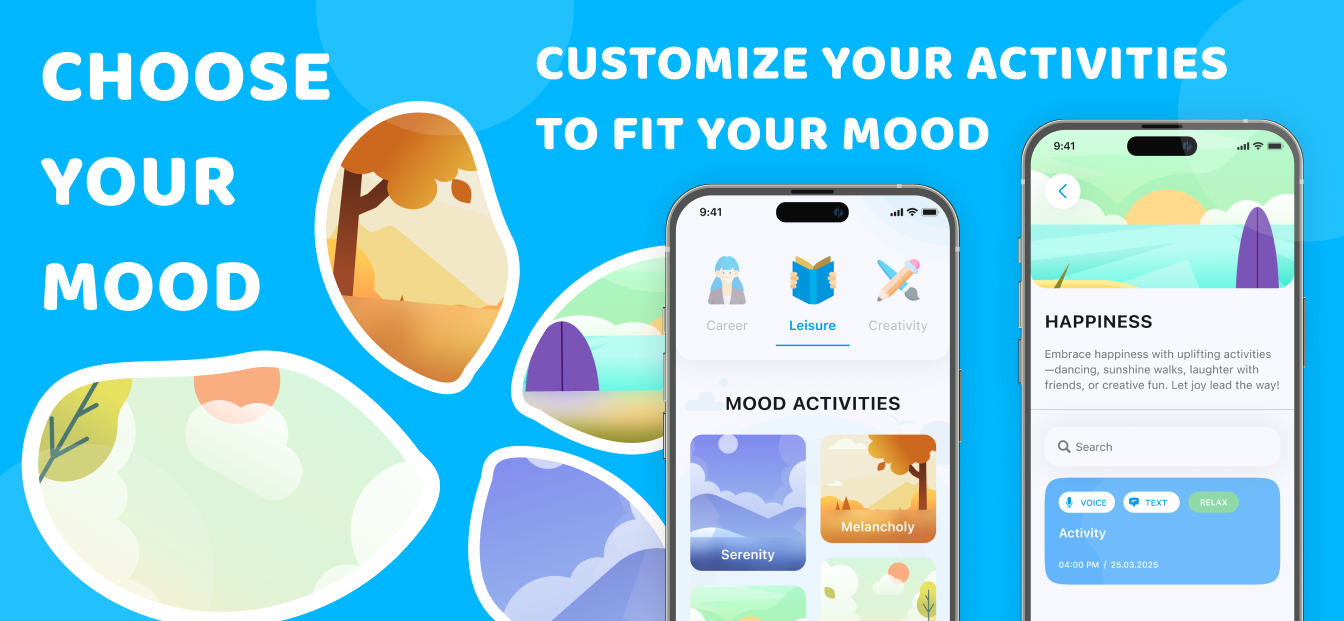 CHOOSE
YOUR
MOOD
CUSTOMIZE YOUR ACTIVITIES
TO FIT YOUR MOOD
9:41
Career
Leisure
Creativity
MOOD ACTIVITIES
Serenity
Melancholy
9:41
HAPPINESS
Embrace happiness with uplifting activities
—dancing, sunshine walks, laughter with
friends, or creative fun. Let joy lead the way!
Search
VOICE
TEXT
RELAX
Activity
04:00 PM / 25.03.2025